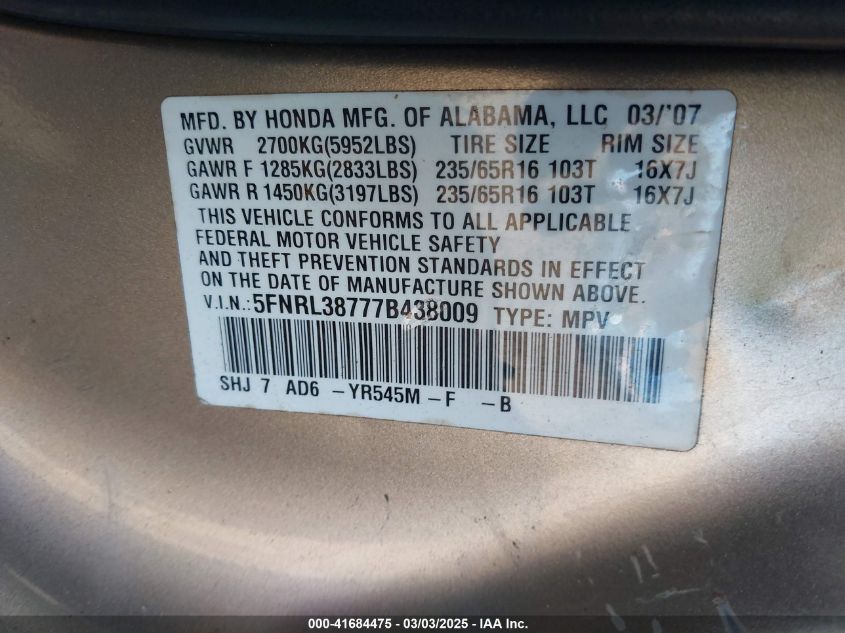 MFD. BY HONDA MFG. OF ALABAMA, LLC 03/'07
GVWR 2700KG(5952LBS) TIRE SIZE RIM SIZE
GAWR F 1285KG(2833LBS) 235/65R16 103T 16X7J
GAWR R 1450KG(3197LBS) 235/65R16 103T 16X7J
THIS VEHICLE CONFORMS TO ALL APPLICABLE
FEDERAL MOTOR VEHICLE SAFETY
AND THEFT PREVENTION STANDARDS IN EFFECT
ON THE DATE OF MANUFACTURE SHOWN ABOVE.
V.I.N.: 5FNRL38777B438009 TYPE: MPV
SHJ 7 AD6 -YR545M -F -B
000-41684475 - 03/03/2025 - IAA Inc.